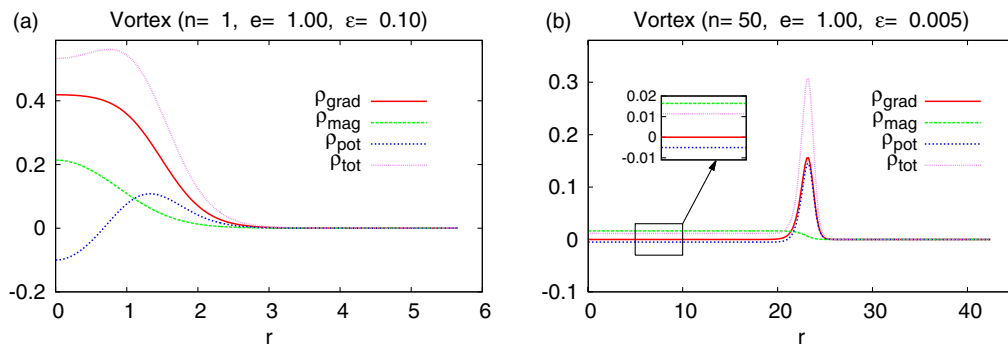 (a) Vortex (n= 1, e= 1.00, ε= 0.10)
0.4
0.2
0
-0.2
0 1 2 3 4 5 6
r
ρgrad
ρmag
ρpot
ρtot
(b) Vortex (n= 50, e= 1.00, ε= 0.005)
0.3
0.2
0.1
0
-0.1
0 10 20 30 40
r
0.02
0.01
0
-0.01
ρgrad
ρmag
ρpot
ρtot